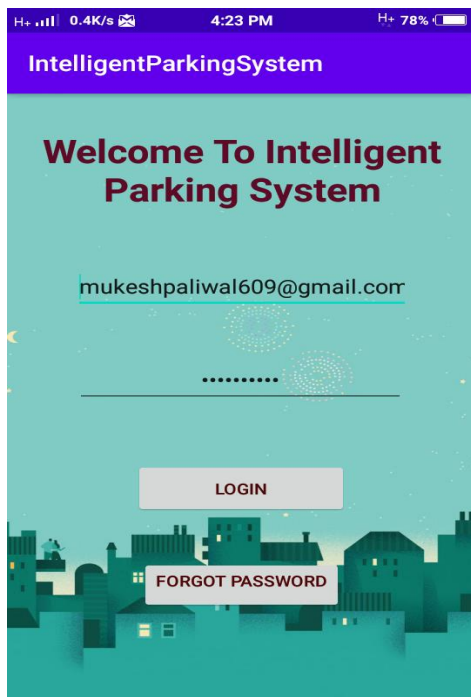 H+ 0.4K/s 4:23 PM H+ 78%
IntelligentParkingSystem
Welcome To Intelligent
Parking System
mukeshpaliwal609@gmail.com
••••••••••
LOGIN
FORGOT PASSWORD